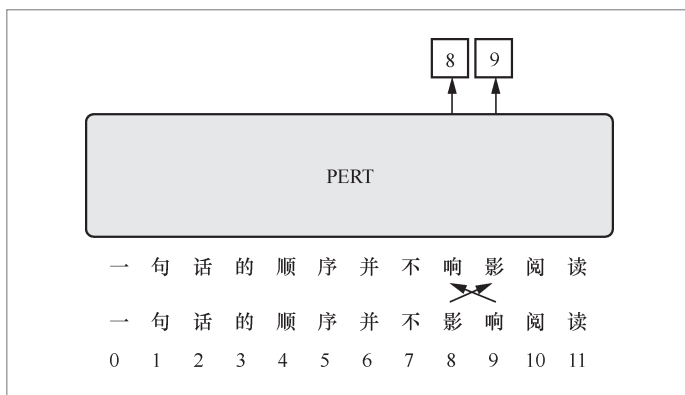 8 9
PERT
一 句 话 的 顺 序 并 不 响 影 阅 读
一 句 话 的 顺 序 并 不 影 响 阅 读
0 1 2 3 4 5 6 7 8 9 10 11